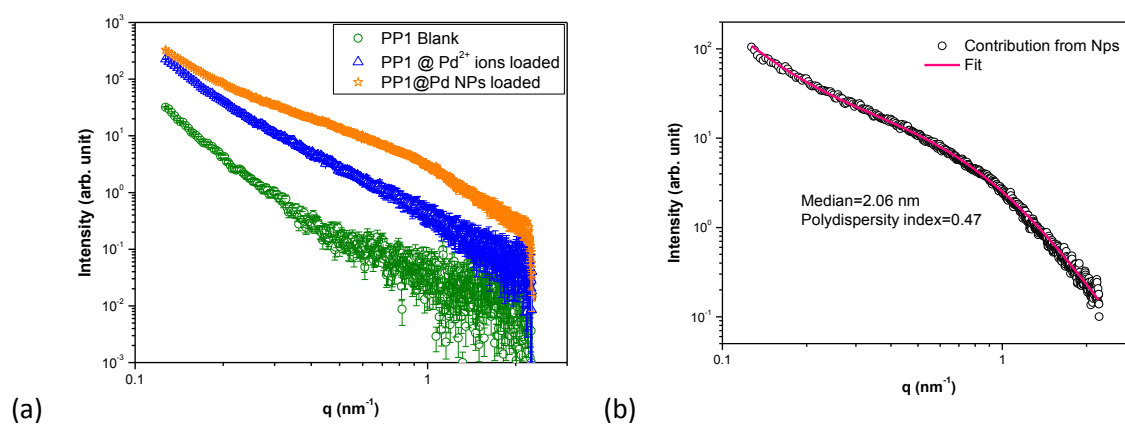 10³
10²
10¹
10⁰
10⁻¹
10⁻²
10⁻³
Intensity (arb. unit)
PP1 Blank
PP1 @ Pd²⁺ ions loaded
PP1@Pd NPs loaded
0.1
1
q (nm⁻¹)
(a)
10²
10¹
10⁰
10⁻¹
Intensity (arb. unit)
Contribution from Nps
Fit
Median=2.06 nm
Polydispersity index=0.47
0.1
1
q (nm⁻¹)
(b)